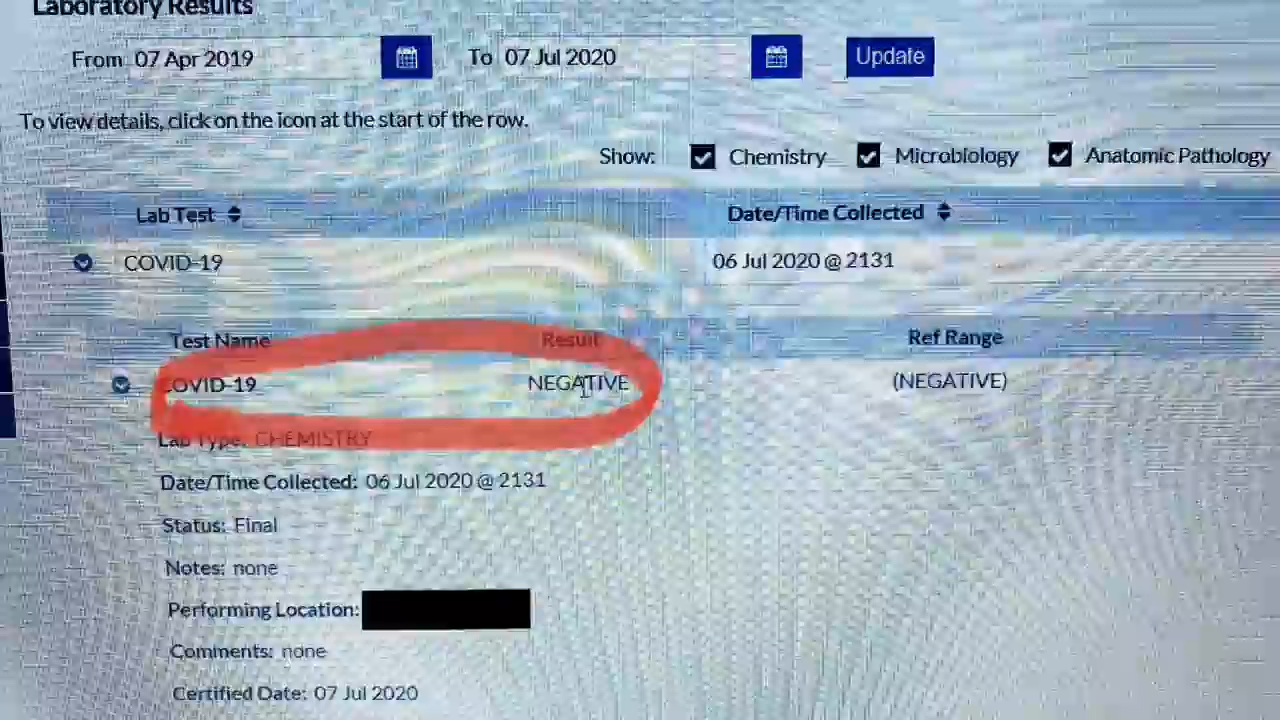 Laboratory Results
From 07 Apr 2019 To 07 Jul 2020 Update
To view details, click on the icon at the start of the row.
Show: Chemistry Microbiology Anatomic Pathology
Lab Test Date/Time Collected
COVID-19 06 Jul 2020 @ 2131
Test Name Result Ref Range
COVID-19 NEGATIVE (NEGATIVE)
Lab Type: CHEMISTRY
Date/Time Collected: 06 Jul 2020 @ 2131
Status: Final
Notes: none
Performing Location:
Comments: none
Certified Date: 07 Jul 2020